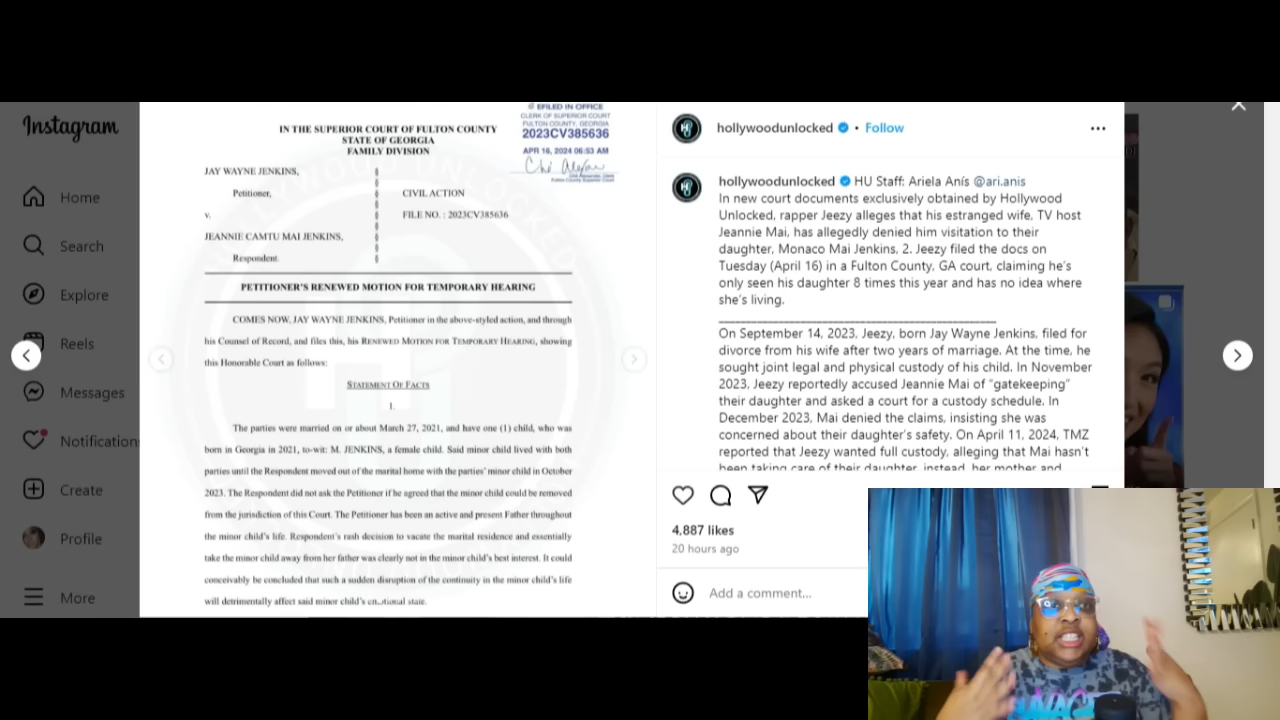 Instagram
Home
Search
Explore
Reels
Messages
Notification
Create
Profile
More
EFILED IN OFFICE
CLERK OF SUPERIOR COURT
FULTON COUNTY, GEORGIA
2023CV385636
APR 16, 2024 06:53 AM
IN THE SUPERIOR COURT OF FULTON COUNTY
STATE OF GEORGIA
FAMILY DIVISION
JAY WAYNE JENKINS,
Petitioner,
CIVIL ACTION
v.
FILE NO. : 2023CV385636
JEANNIE CAMTU MAI JENKINS,
Respondent.
PETITIONER'S RENEWED MOTION FOR TEMPORARY HEARING
COMES NOW, JAY WAYNE JENKINS, Petitioner in the above-styled action, and through
his Counsel of Record, and files this, his RENEWED MOTION FOR TEMPORARY HEARING, showing
this Honorable Court as follows:
STATEMENT OF FACTS
1.
The parties were married on or about March 27, 2021, and have one (1) child, who was
born in Georgia in 2021, to-wit: M. JENKINS, a female child. Said minor child lived with both
parties until the Respondent moved out of the marital home with the parties' minor child in October
2023. The Respondent did not ask the Petitioner if he agreed that the minor child could be removed
from the jurisdiction of this Court. The Petitioner has been an active and present Father throughout
the minor child's life. Respondent's rash decision to vacate the marital residence and essentially
take the minor child away from her father was clearly not in the minor child's best interest. It could
conceivably be concluded that such a sudden disruption of the continuity in the minor child's life
will detrimentally affect said minor child's state.
hollywoodunlocked • Follow
hollywoodunlocked HU Staff: Ariela Anís @ari.anis
In new court documents exclusively obtained by Hollywood
Unlocked, rapper Jeezy alleges that his estranged wife, TV host
Jeannie Mai, has allegedly denied him visitation to their
daughter, Monaco Mai Jenkins, 2. Jeezy filed the docs on
Tuesday (April 16) in a Fulton County, GA court, claiming he's
only seen his daughter 8 times this year and has no idea where
she's living.
On September 14, 2023, Jeezy, born Jay Wayne Jenkins, filed for
divorce from his wife after two years of marriage. At the time, he
sought joint legal and physical custody of his child. In November
2023, Jeezy reportedly accused Jeannie Mai of "gatekeeping"
their daughter and asked a court for a custody schedule. In
December 2023, Mai denied the claims, insisting she was
concerned about their daughter's safety. On April 11, 2024, TMZ
reported that Jeezy wanted full custody, alleging that Mai hasn't
been taking care of their daughter, instead, her mother and
4,887 likes
20 hours ago
Add a comment...